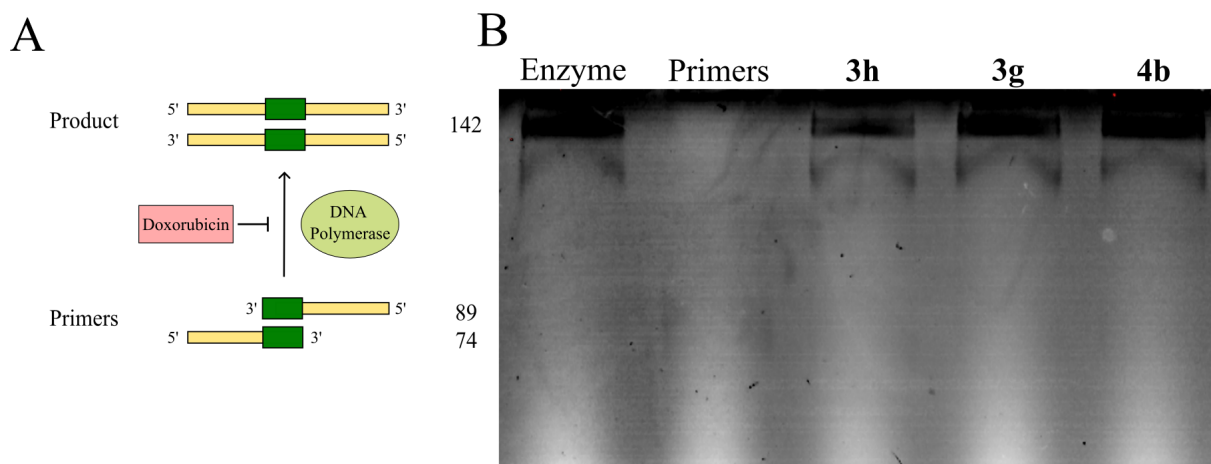 A
Product
5'
3'
3'
5'
142
Doxorubicin
DNA
Polymerase
Primers
3'
5'
89
5'
3'
74
B
Enzyme Primers 3h 3g 4b